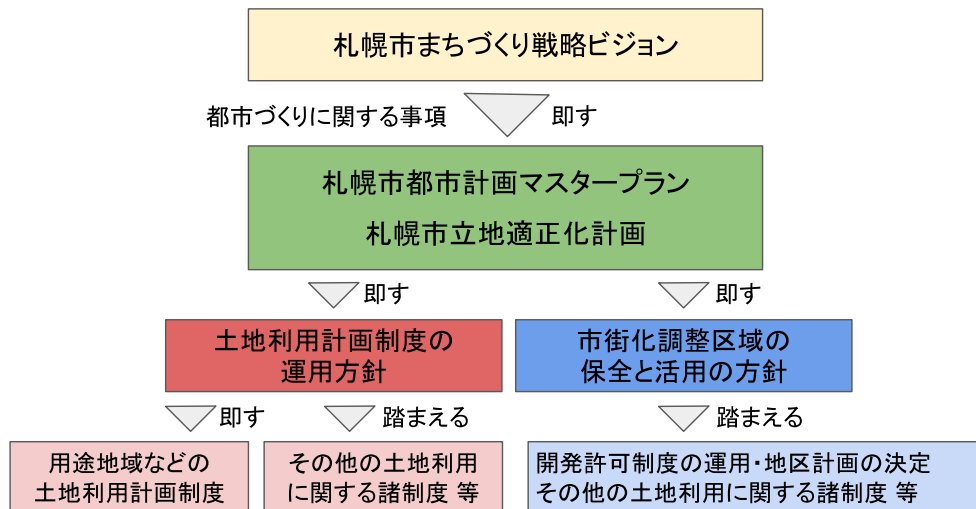 札幌市まちづくり戦略ビジョン
都市づくりに関する事項
即す
札幌市都市計画マスタープラン
札幌市立地適正化計画
即す
即す
土地利用計画制度の
運用方針
市街化調整区域の
保全と活用の方針
即す
踏まえる
踏まえる
用途地域などの
土地利用計画制度
その他の土地利用
に関する諸制度 等
開発許可制度の運用・地区計画の決定
その他の土地利用に関する諸制度 等